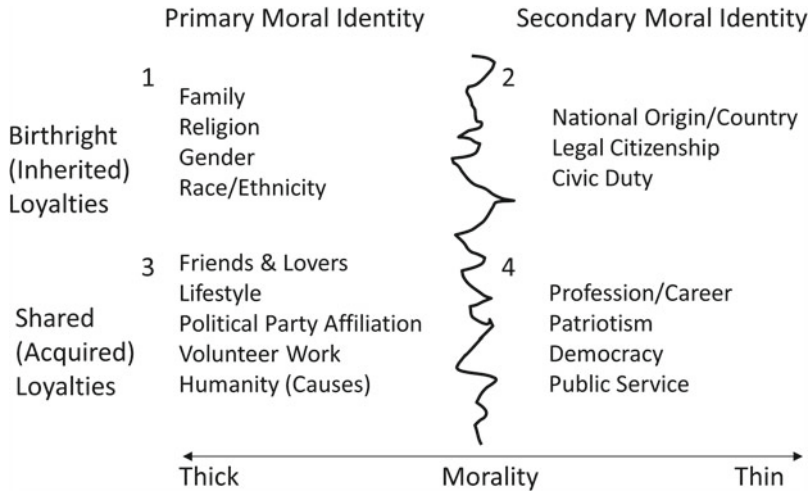 Primary Moral Identity
Secondary Moral Identity
Birthright
(Inherited)
Loyalties
1
Family
Religion
Gender
Race/Ethnicity
2
National Origin/Country
Legal Citizenship
Civic Duty
Shared
(Acquired)
Loyalties
3
Friends & Lovers
Lifestyle
Political Party Affiliation
Volunteer Work
Humanity (Causes)
4
Profession/Career
Patriotism
Democracy
Public Service
Thick
Morality
Thin